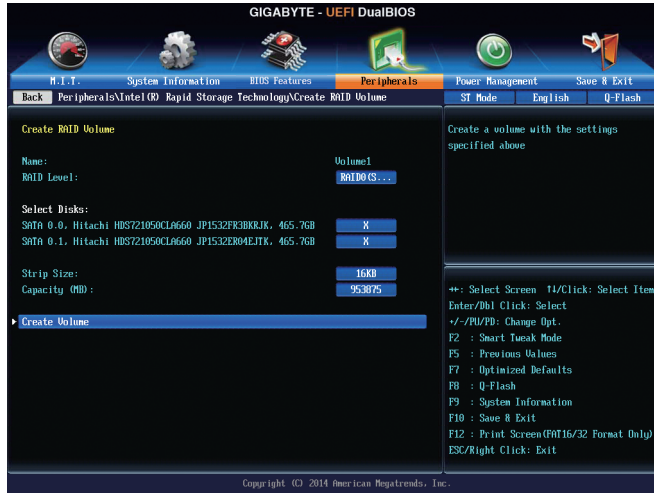 GIGABYTE - UEFI DualBIOS
M.I.T. System Information BIOS Features Peripherals Power Management Save & Exit
Back Peripherals\Intel(R) Rapid Storage Technology\Create RAID Volume ST Mode English Q-Flash
Create RAID Volume
Name: Volume1
RAID Level: RAID0(S...
Select Disks:
SATA 0.0, Hitachi HDS721050CLA660 JP1532FR3BKRJK, 465.7GB X
SATA 0.1, Hitachi HDS721050CLA660 JP1532ER04EJTK, 465.7GB X
Strip Size: 16KB
Capacity (MB): 953875
Create Volume
Create a volume with the settings
specified above
↔: Select Screen ↑↓/Click: Select Item
Enter/Dbl Click: Select
+/-/PU/PD: Change Opt.
F2 : Smart Tweak Mode
F5 : Previous Values
F7 : Optimized Defaults
F8 : Q-Flash
F9 : System Information
F10 : Save & Exit
F12 : Print Screen(FAT16/32 Format Only)
ESC/Right Click: Exit
Copyright (C) 2014 American Megatrends, Inc.